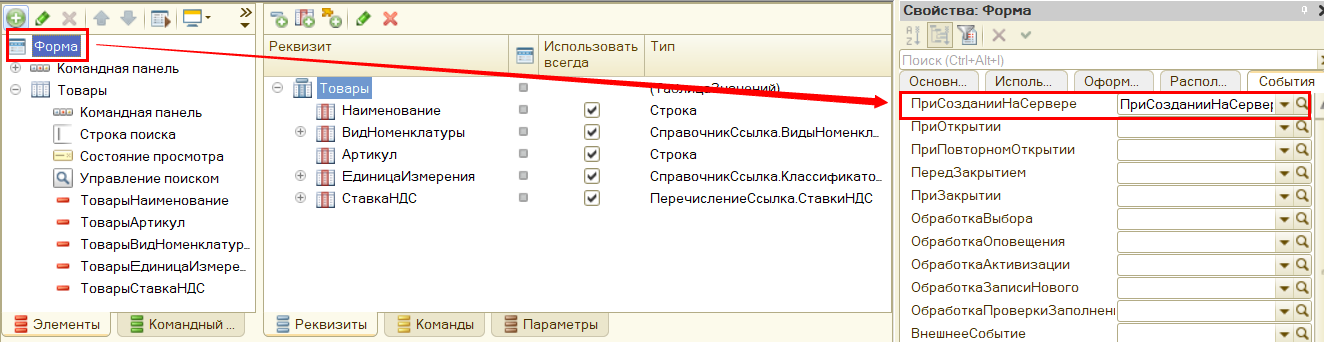 Форма
Командная панель
Товары
Командная панель
Строка поиска
Состояние просмотра
Управление поиском
ТоварыНаименование
ТоварыАртикул
ТоварыВидНоменклатур...
ТоварыЕдиницаИзмере...
ТоварыСтавкаНДС
Элементы
Командный ...
Реквизит
Использовать
всегда
Тип
Товары
(ТаблицаЗначений)
Наименование
Строка
ВидНоменклатуры
СправочникСсылка.ВидыНоменкл...
Артикул
Строка
ЕдиницаИзмерения
СправочникСсылка.Классификато...
СтавкаНДС
ПеречислениеСсылка.СтавкиНДС
Реквизиты
Команды
Параметры
Свойства: Форма
Поиск (Ctrl+Alt+I)
Основн...
Исполь...
Оформ...
Распол...
События
ПриСозданииНаСервере
ПриСозданииНаСервер
ПриОткрытии
ПриПовторномОткрытии
ПередЗакрытием
ПриЗакрытии
ОбработкаВыбора
ОбработкаОповещения
ОбработкаАктивизации
ОбработкаЗаписиНового
ОбработкаПроверкиЗаполнен
ВнешнееСобытие